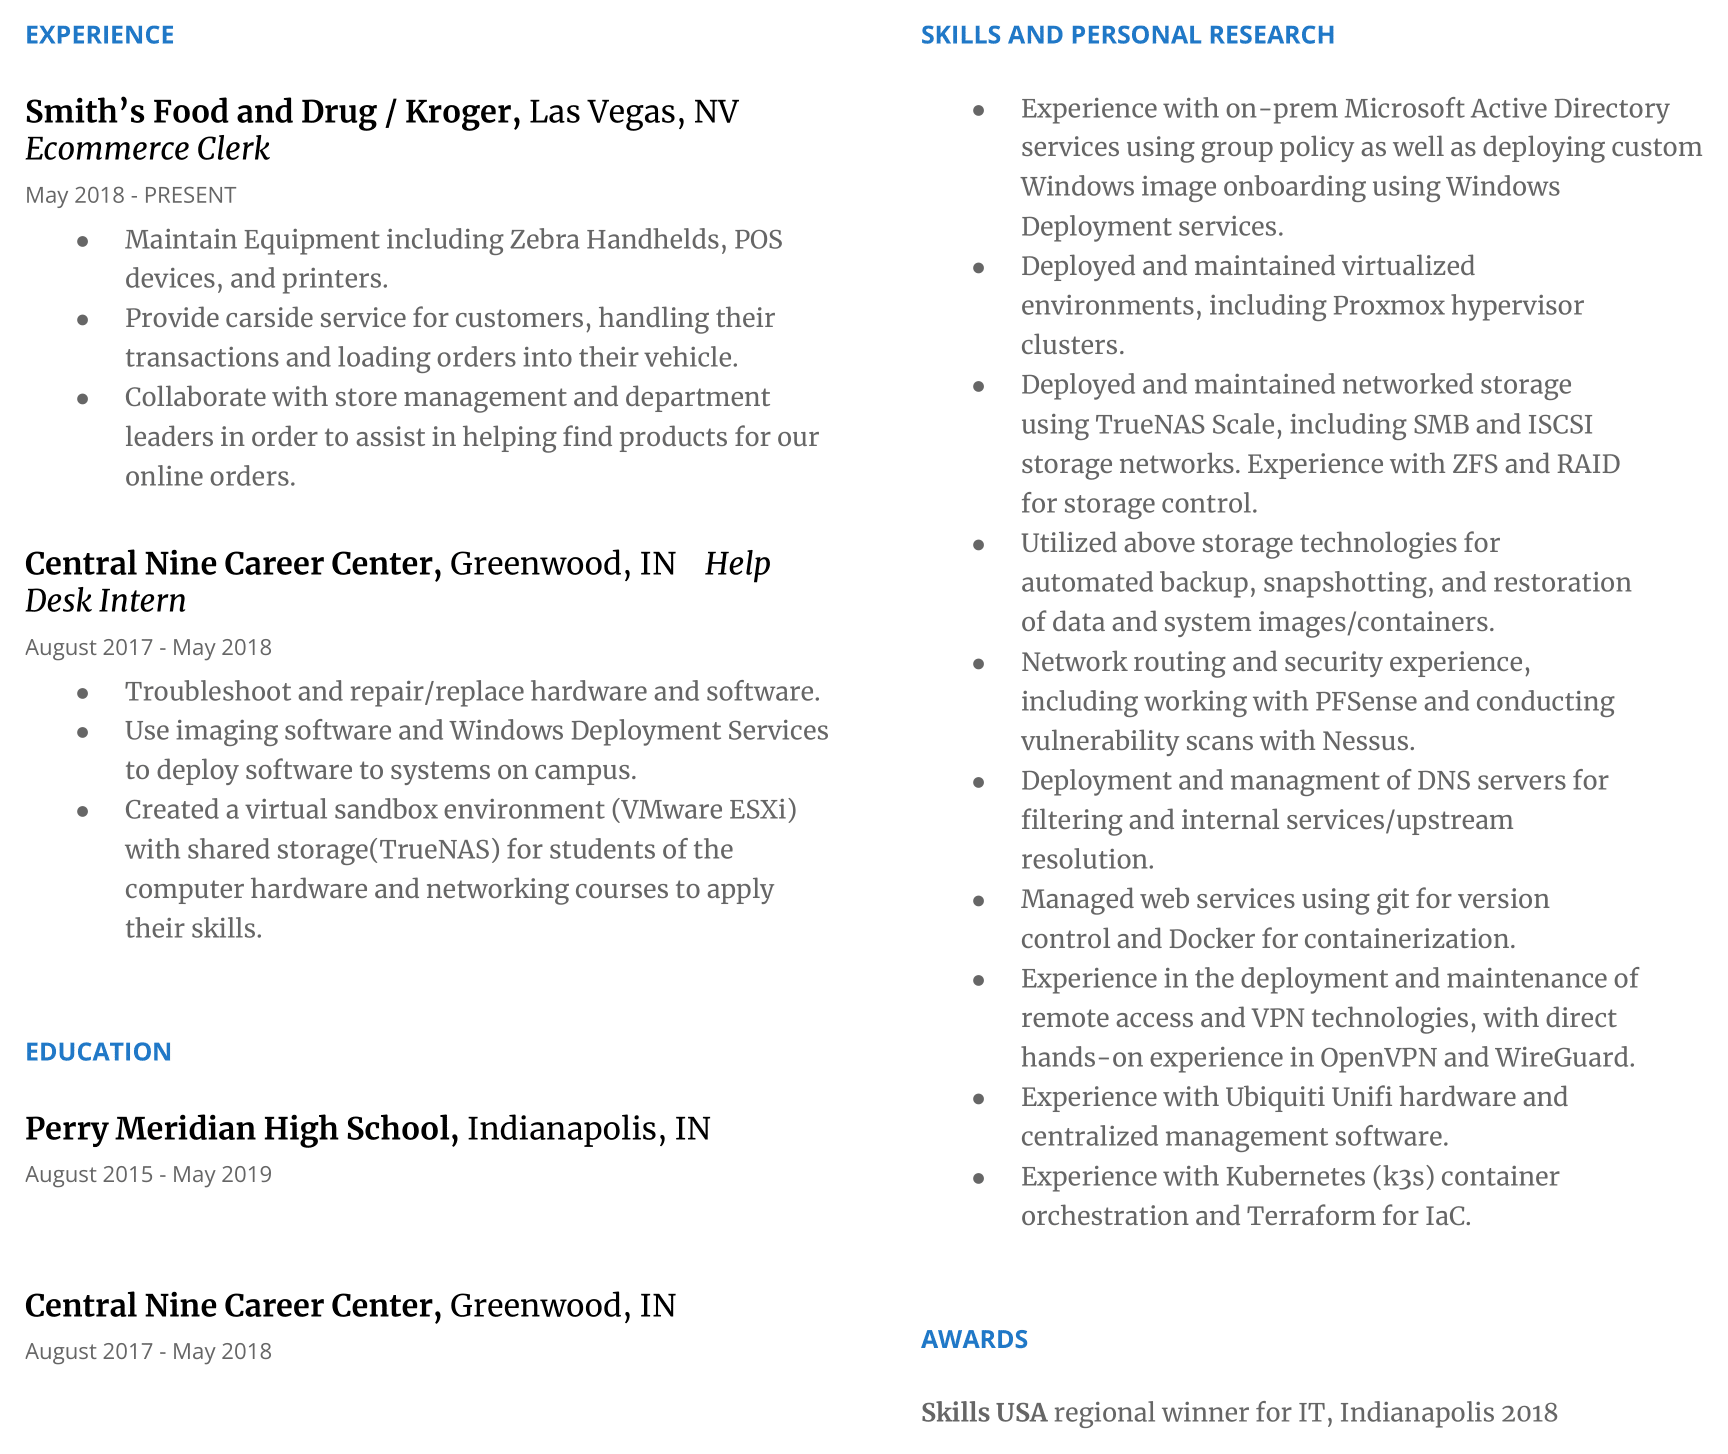 EXPERIENCE
Smith’s Food and Drug / Kroger, Las Vegas, NV
Ecommerce Clerk
May 2018 - PRESENT
● Maintain Equipment including Zebra Handhelds, POS
devices, and printers.
● Provide carside service for customers, handling their
transactions and loading orders into their vehicle.
● Collaborate with store management and department
leaders in order to assist in helping find products for our
online orders.
Central Nine Career Center, Greenwood, IN Help
Desk Intern
August 2017 - May 2018
● Troubleshoot and repair/replace hardware and software.
● Use imaging software and Windows Deployment Services
to deploy software to systems on campus.
● Created a virtual sandbox environment (VMware ESXi)
with shared storage(TrueNAS) for students of the
computer hardware and networking courses to apply
their skills.
EDUCATION
Perry Meridian High School, Indianapolis, IN
August 2015 - May 2019
Central Nine Career Center, Greenwood, IN
August 2017 - May 2018
SKILLS AND PERSONAL RESEARCH
● Experience with on-prem Microsoft Active Directory
services using group policy as well as deploying custom
Windows image onboarding using Windows
Deployment services.
● Deployed and maintained virtualized
environments, including Proxmox hypervisor
clusters.
● Deployed and maintained networked storage
using TrueNAS Scale, including SMB and ISCSI
storage networks. Experience with ZFS and RAID
for storage control.
● Utilized above storage technologies for
automated backup, snapshotting, and restoration
of data and system images/containers.
● Network routing and security experience,
including working with PFSense and conducting
vulnerability scans with Nessus.
● Deployment and managment of DNS servers for
filtering and internal services/upstream
resolution.
● Managed web services using git for version
control and Docker for containerization.
● Experience in the deployment and maintenance of
remote access and VPN technologies, with direct
hands-on experience in OpenVPN and WireGuard.
● Experience with Ubiquiti Unifi hardware and
centralized management software.
● Experience with Kubernetes (k3s) container
orchestration and Terraform for IaC.
AWARDS
Skills USA regional winner for IT, Indianapolis 2018